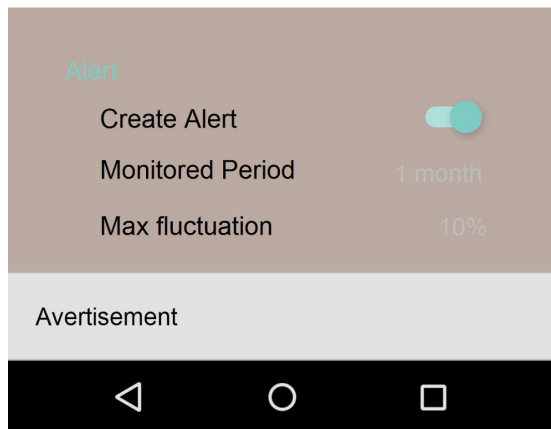 Alert
Create Alert
Monitored Period 1 month
Max fluctuation 10%
Avertisement